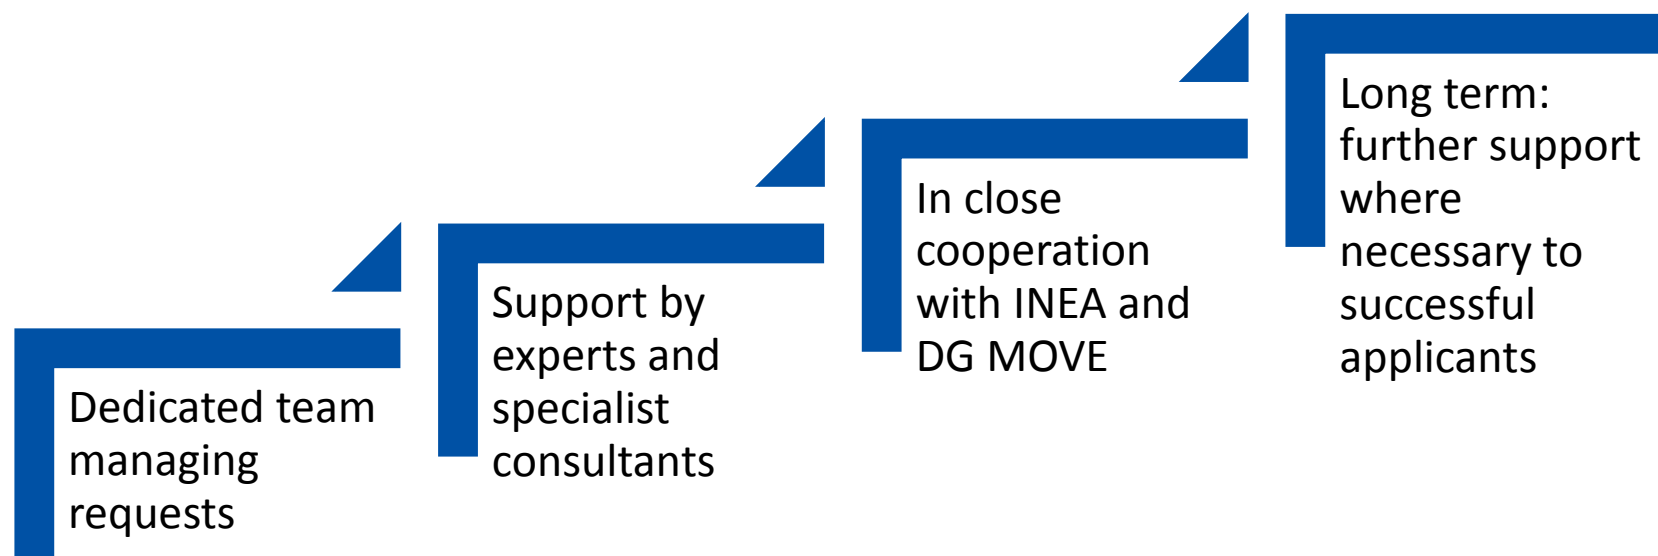 Dedicated team
managing
requests
Support by
experts and
specialist
consultants
In close
cooperation
with INEA and
DG MOVE
Long term:
further support
where
necessary to
successful
applicants